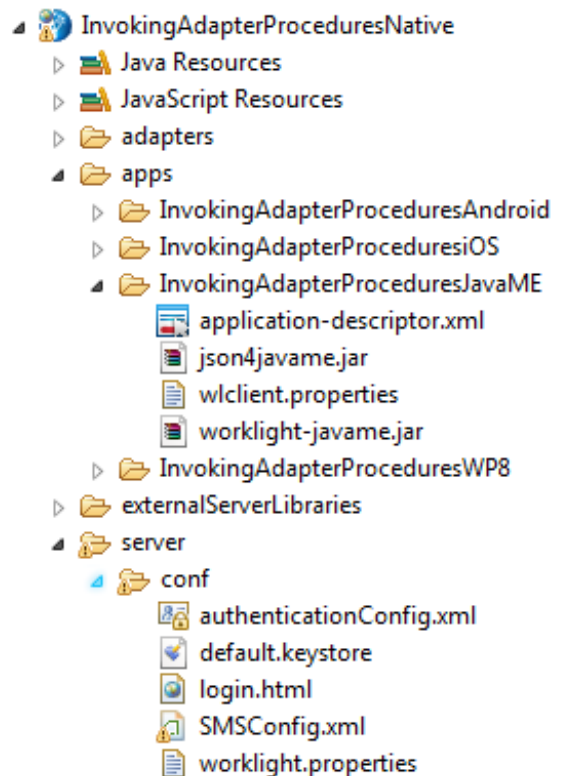 InvokingAdapterProceduresNative
Java Resources
JavaScript Resources
adapters
apps
InvokingAdapterProceduresAndroid
InvokingAdapterProceduresiOS
InvokingAdapterProceduresJavaME
application-descriptor.xml
json4javame.jar
wlclient.properties
worklight-javame.jar
InvokingAdapterProceduresWP8
externalServerLibraries
server
conf
authenticationConfig.xml
default.keystore
login.html
SMSConfig.xml
worklight.properties